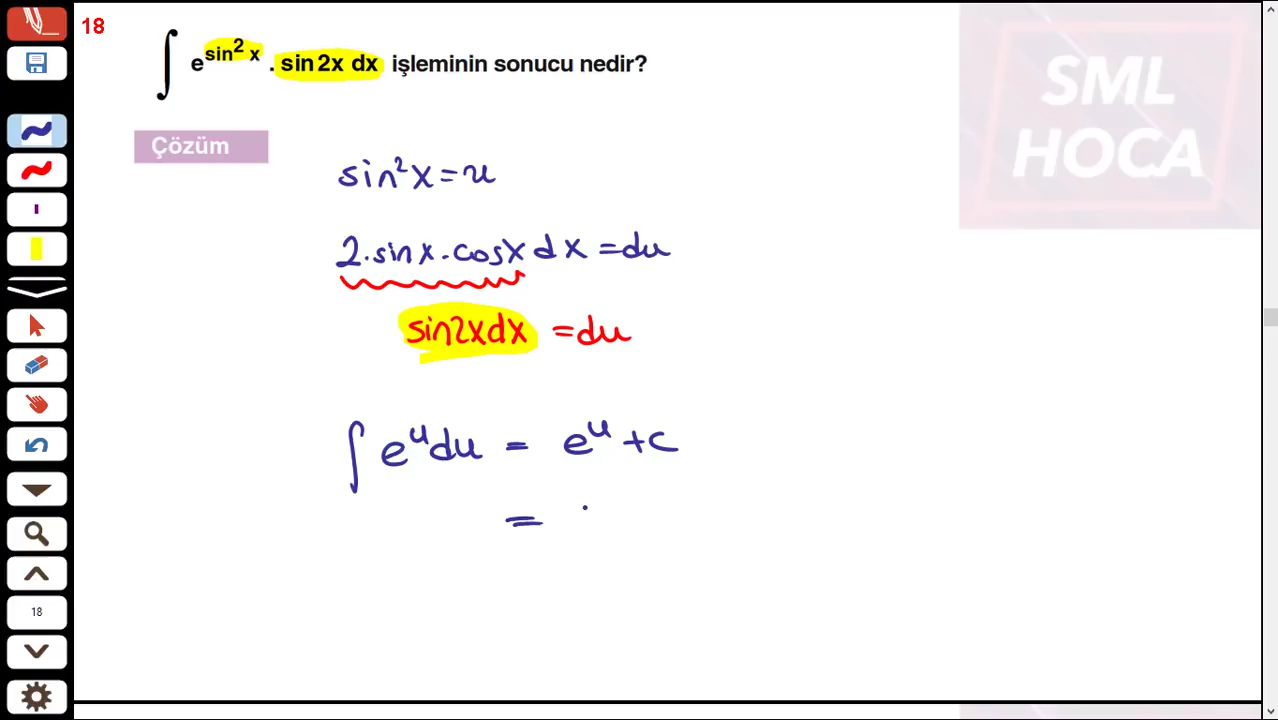 18
∫ e^sin² x . sin 2x dx işleminin sonucu nedir?
SML
HOCA
Çözüm
sin²x = u
2.sinx.cosx dx = du
sin2xdx = du
∫ e^u du = e^u + c
=
18